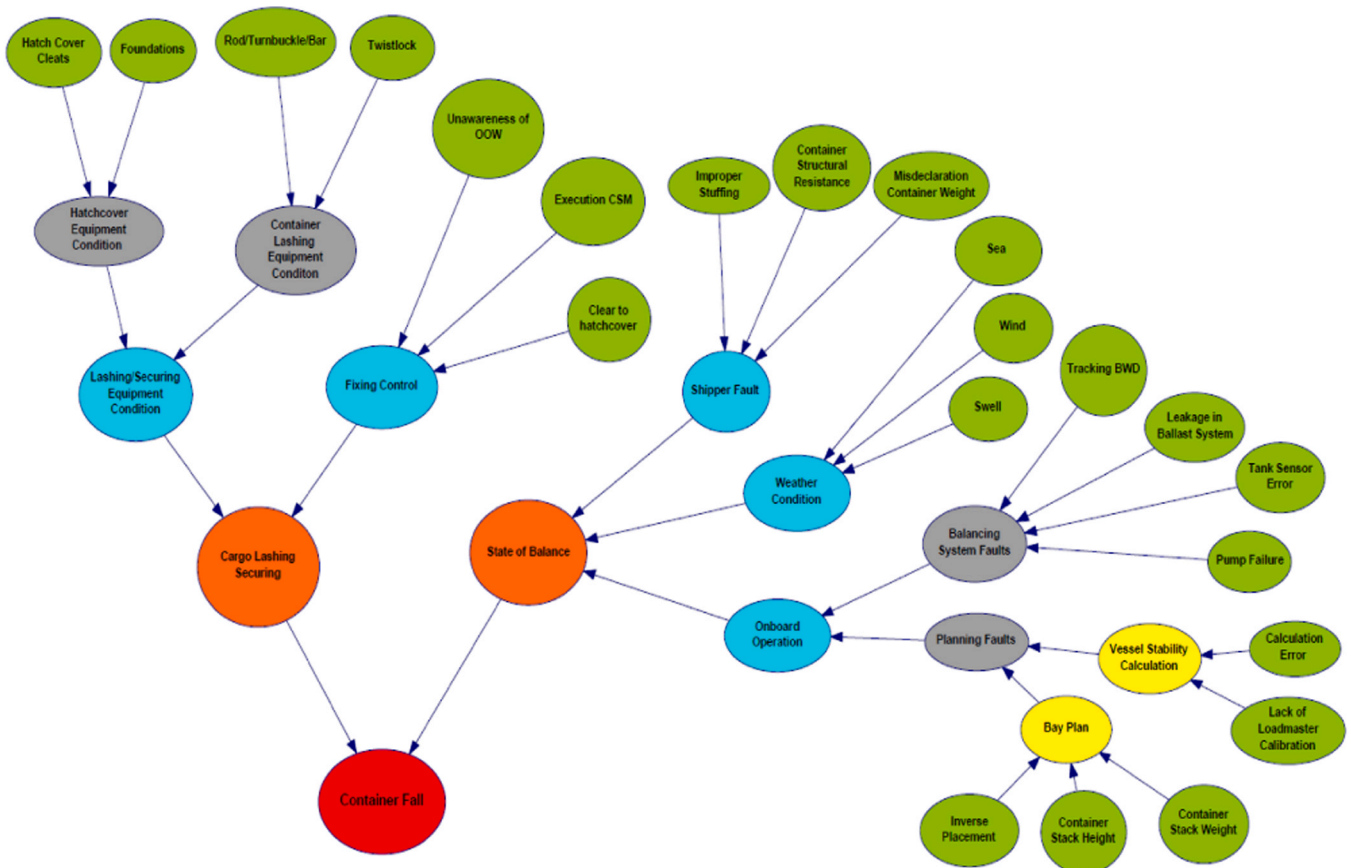 Hatch Cover
Cleats
Foundations
Rod/Turnbuckle/Bar
Twistlock
Unawareness of
OOW
Execution CSM
Clear to
hatchcover
Hatchcover
Equipment
Condition
Container
Lashing
Equipment
Conditon
Lashing/Securing
Equipment
Condition
Fixing Control
Improper
Stuffing
Container
Structural
Resistance
Misdeclaration
Container Weight
Sea
Wind
Swell
Shipper Fault
Weather
Condition
Tracking BWD
Leakage in
Ballast System
Tank Sensor
Error
Pump Failure
Balancing
System Faults
Cargo Lashing
Securing
State of Balance
Onboard
Operation
Planning Faults
Vessel Stability
Calculation
Calculation
Error
Lack of
Loadmaster
Calibration
Bay Plan
Inverse
Placement
Container
Stack Height
Container
Stack Weight
Container Fall